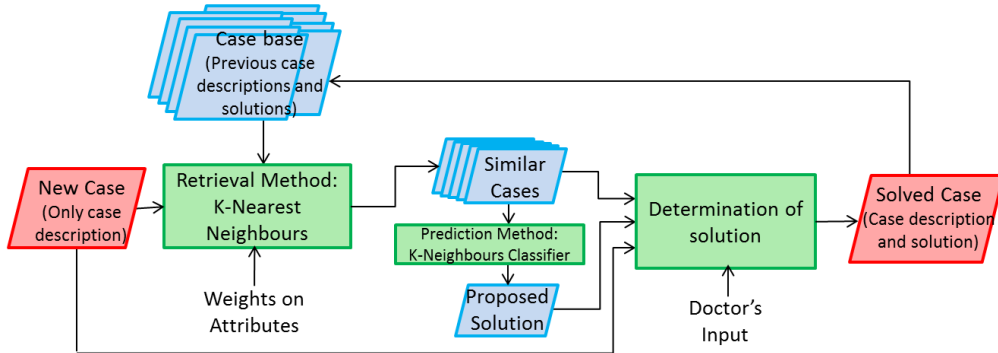 Case base
(Previous case
descriptions and
solutions)
New Case
(Only case
description)
Retrieval Method:
K-Nearest
Neighbours
Weights on
Attributes
Similar
Cases
Prediction Method:
K-Neighbours Classifier
Proposed
Solution
Determination of
solution
Doctor's
Input
Solved Case
(Case description
and solution)